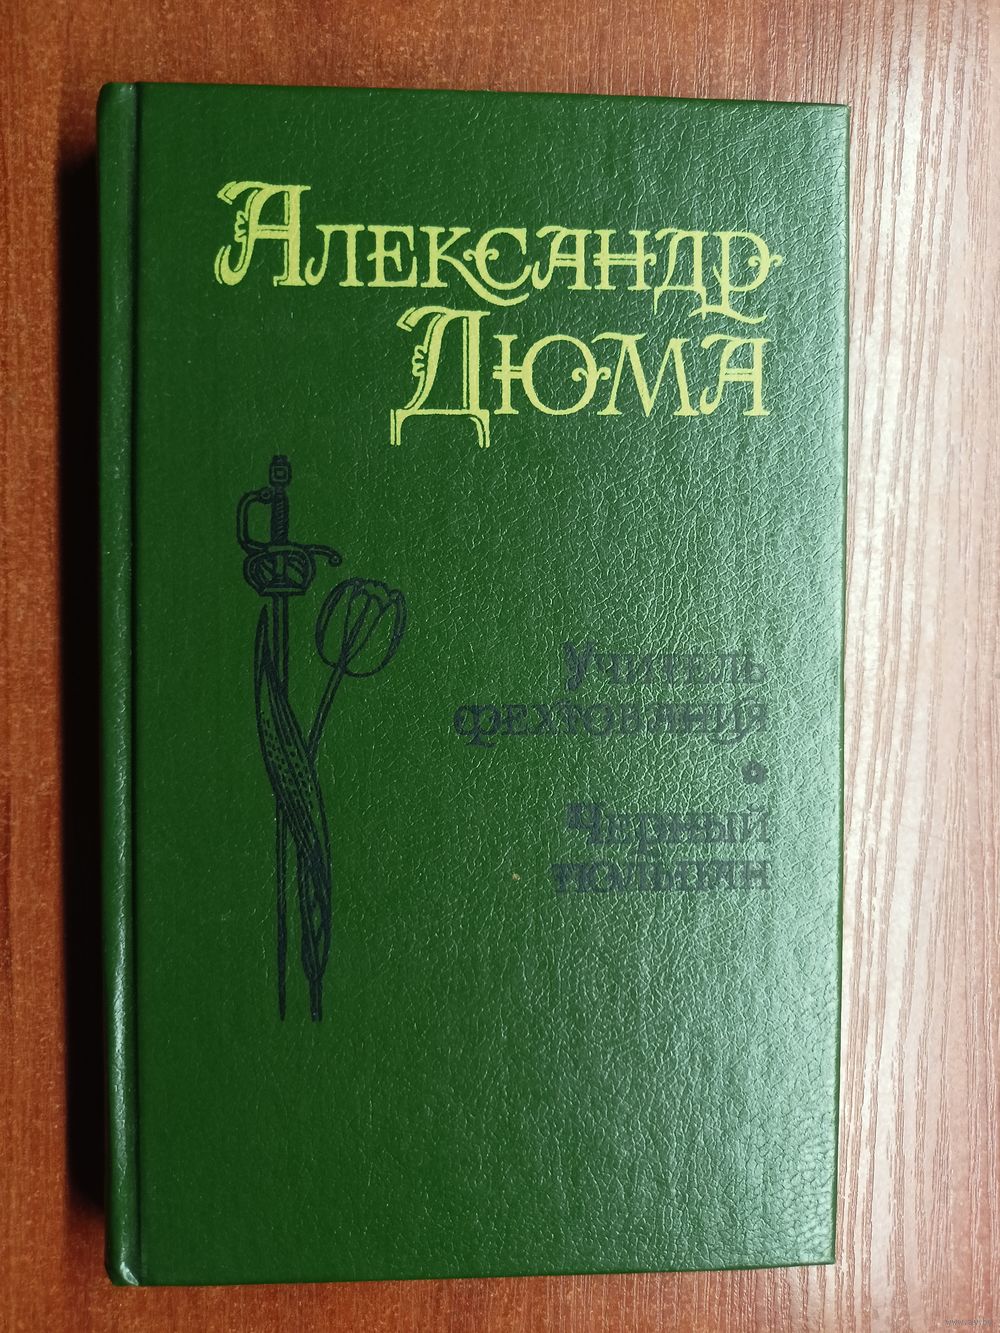 Александр
Дюма
Учитель
фехтования
Черный
тюльпан